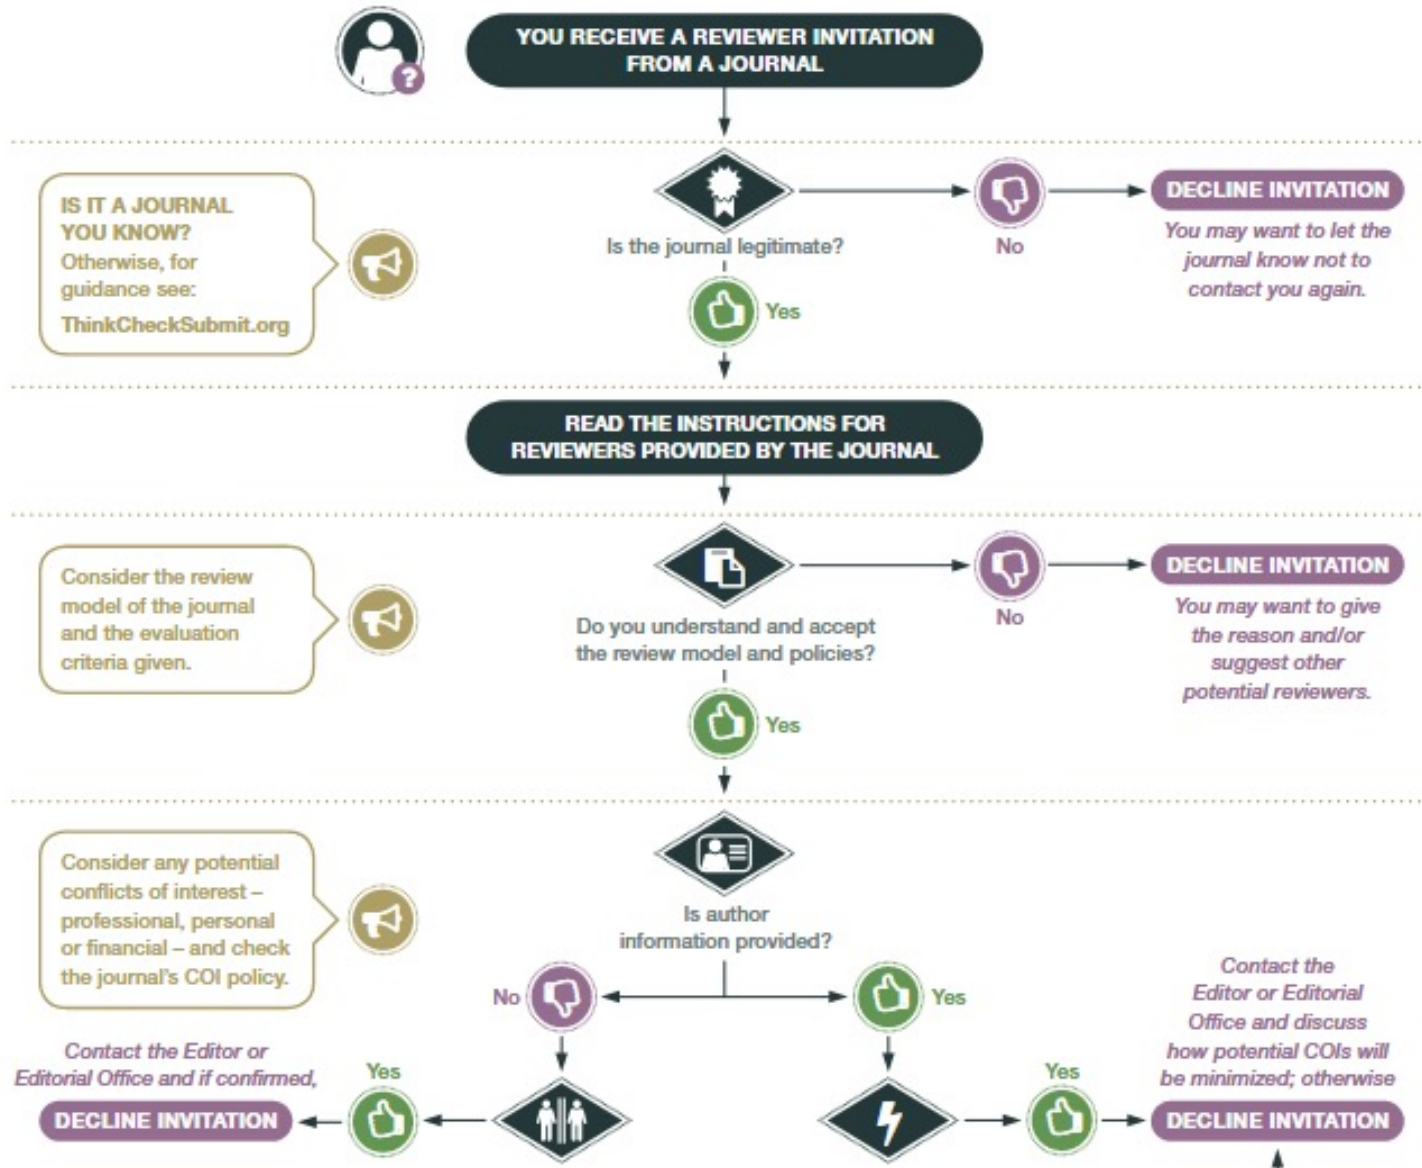 YOU RECEIVE A REVIEWER INVITATION
FROM A JOURNAL
?
IS IT A JOURNAL
YOU KNOW?
Otherwise, for
guidance see:
ThinkCheckSubmit.org
Is the journal legitimate?
No
DECLINE INVITATION
You may want to let the
journal know not to
contact you again.
Yes
READ THE INSTRUCTIONS FOR
REVIEWERS PROVIDED BY THE JOURNAL
Consider the review
model of the journal
and the evaluation
criteria given.
Do you understand and accept
the review model and policies?
No
DECLINE INVITATION
You may want to give
the reason and/or
suggest other
potential reviewers.
Yes
Consider any potential
conflicts of interest –
professional, personal
or financial – and check
the journal's COI policy.
Is author
information provided?
No
Yes
Contact the Editor or
Editorial Office and if confirmed,
DECLINE INVITATION
Yes
Yes
Contact the
Editor or Editorial
Office and discuss
how potential COIs will
be minimized; otherwise
DECLINE INVITATION